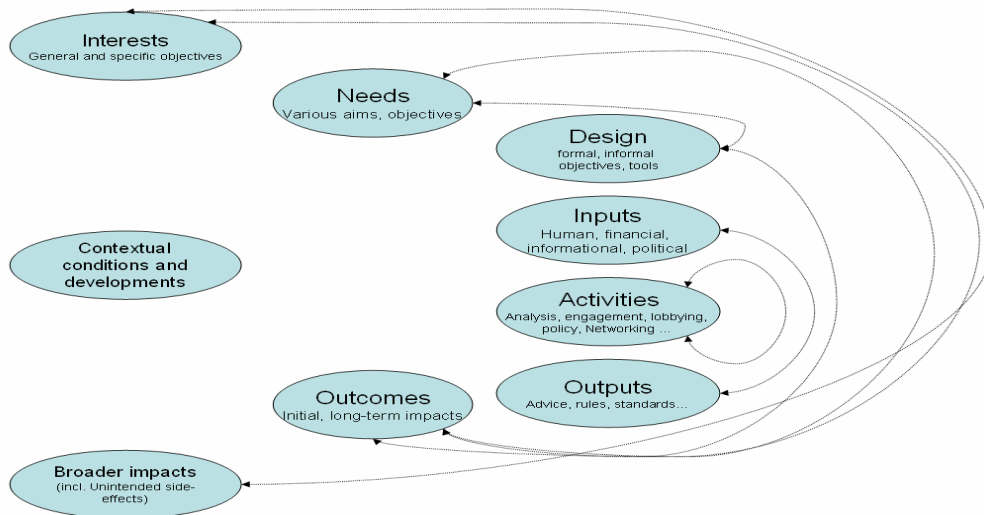 Interests
General and specific objectives
Needs
Various aims, objectives
Design
formal, informal
objectives, tools
Inputs
Human, financial,
informational, political
Contextual
conditions and
developments
Activities
Analysis, engagement, lobbying,
policy, Networking ...
Outcomes
Initial, long-term impacts
Outputs
Advice, rules, standards...
Broader impacts
(incl. Unintended side-
effects)